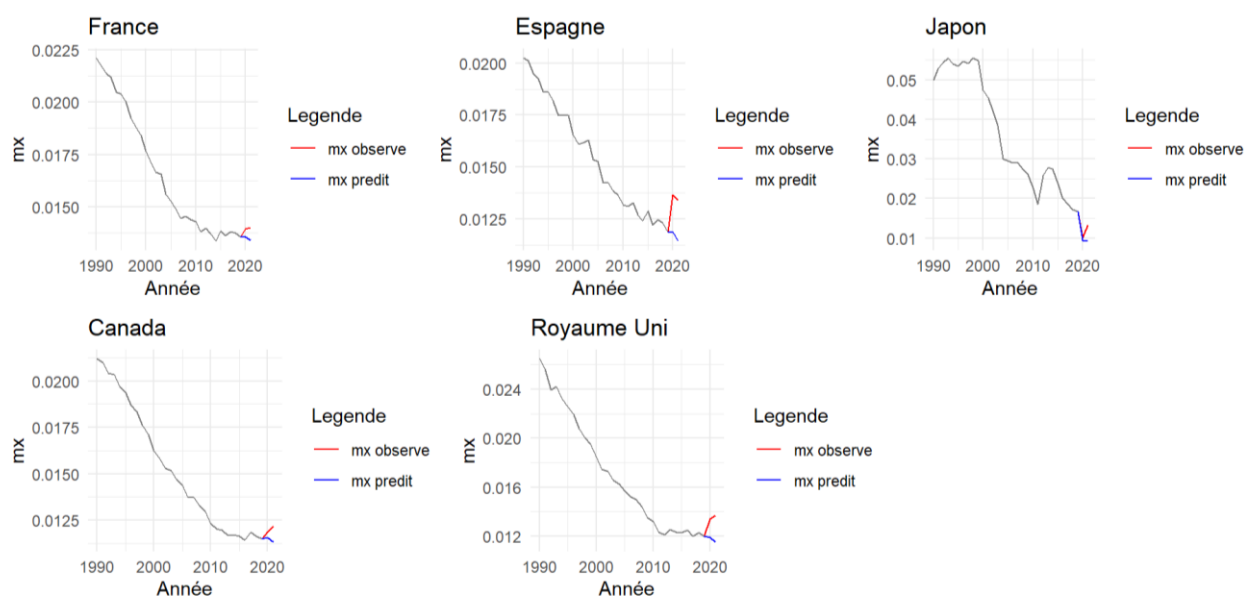 France
0.0225
0.0200
0.0175
0.0150
mx
1990 2000 2010 2020
Année
Legende
mx observe
mx predit
Espagne
0.0200
0.0175
0.0150
0.0125
mx
1990 2000 2010 2020
Année
Legende
mx observe
mx predit
Japon
0.05
0.04
0.03
0.02
0.01
mx
1990 2000 2010 2020
Année
Legende
mx observe
mx predit
Canada
0.0200
0.0175
0.0150
0.0125
mx
1990 2000 2010 2020
Année
Legende
mx observe
mx predit
Royaume Uni
0.024
0.020
0.016
0.012
mx
1990 2000 2010 2020
Année
Legende
mx observe
mx predit